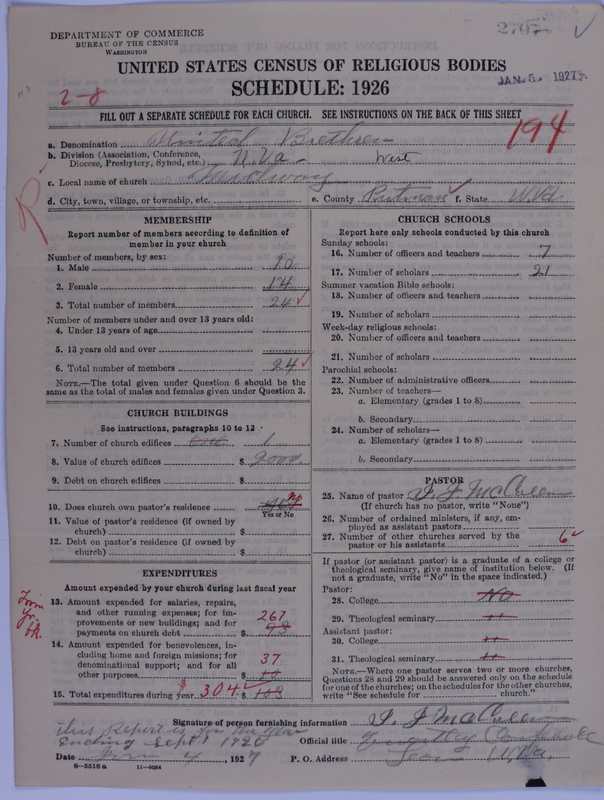 DEPARTMENT OF COMMERCE
BUREAU OF THE CENSUS
WASHINGTON
2797
JAN. 5, 1927
UNITED STATES CENSUS OF RELIGIOUS BODIES
SCHEDULE: 1926
2-8
FILL OUT A SEPARATE SCHEDULE FOR EACH CHURCH. SEE INSTRUCTIONS ON THE BACK OF THIS SHEET
194
a. Denomination United Brethren
b. Division (Association, Conference, Diocese, Presbytery, Synod, etc.) W. Va - West
c. Local name of church
d. City, town, village, or township, etc. e. County Putnam f. State W.Va
MEMBERSHIP
Report number of members according to definition of member in your church
Number of members, by sex:
1. Male 10
2. Female 14
3. Total number of members 24
Number of members under and over 13 years old:
4. Under 13 years of age
5. 13 years old and over
6. Total number of members 24
NOTE.—The total given under Question 6 should be the same as the total of males and females given under Question 3.
CHURCH BUILDINGS
See instructions, paragraphs 10 to 13
7. Number of church edifices one 1
8. Value of church edifices $ 2000
9. Debt on church edifices $
10. Does church own pastor's residence no
Yes or No
11. Value of pastor's residence (if owned by church) $
12. Debt on pastor's residence (if owned by church) $
EXPENDITURES
Amount expended by your church during last fiscal year
13. Amount expended for salaries, repairs, and other running expenses; for improvements or new buildings; and for payments on church debt $ 267 93
14. Amount expended for benevolences, including home and foreign missions; for denominational support; and for all other purposes $ 37 10
15. Total expenditures during year $ 304 $ 103
CHURCH SCHOOLS
Report here only schools conducted by this church
Sunday schools:
16. Number of officers and teachers 7
17. Number of scholars 21
Summer vacation Bible schools:
18. Number of officers and teachers
19. Number of scholars
Week-day religious schools:
20. Number of officers and teachers
21. Number of scholars
Parochial schools:
22. Number of administrative officers
23. Number of teachers—
a. Elementary (grades 1 to 8)
b. Secondary
24. Number of scholars—
a. Elementary (grades 1 to 8)
b. Secondary
PASTOR
25. Name of pastor
(If church has no pastor, write "None")
26. Number of ordained ministers, if any, employed as assistant pastors
27. Number of other churches served by the pastor or his assistants 6
If pastor (or assistant pastor) is a graduate of a college or theological seminary, give name of institution below. (If not a graduate, write "No" in the space indicated.)
Pastor:
28. College No
29. Theological seminary "
Assistant pastor:
30. College "
31. Theological seminary "
NOTE.—Where one pastor serves two or more churches, Questions 28 and 29 should be answered only on the schedule for one of the churches; on the schedules for the other churches, write "See schedule for church."
Signature of person furnishing information
This Report is for the year
ending Sept 1926
Official title
Date Jan 4, 1927 P. O. Address W.Va.
8—5518 a 11—9084